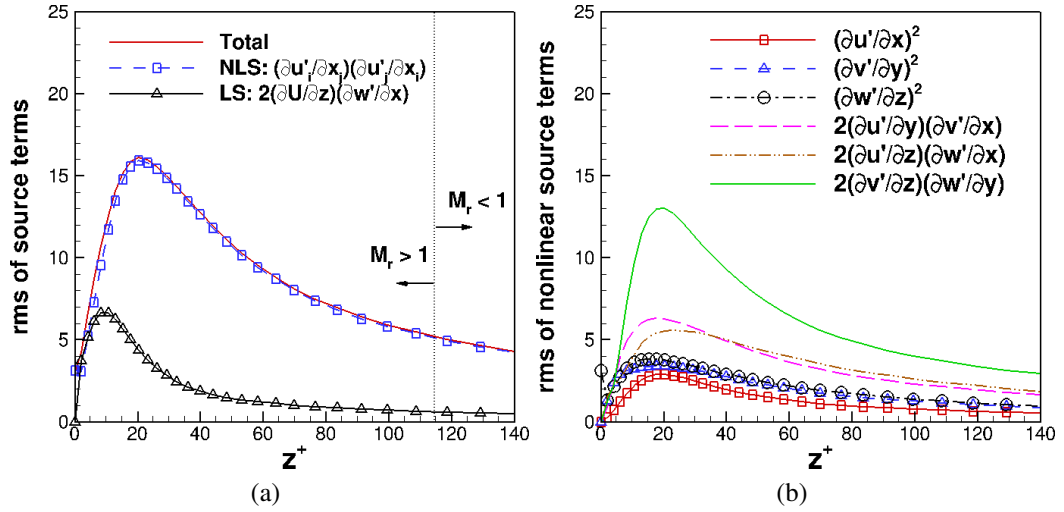 rms of source terms
25
20
15
10
5
0
Total
NLS: (∂u'ᵢ/∂xⱼ)(∂u'ⱼ/∂xᵢ)
LS: 2(∂U/∂z)(∂w'/∂x)
Mᵣ < 1
Mᵣ > 1
0 20 40 60 80 100 120 140
z⁺
(a)
rms of nonlinear source terms
25
20
15
10
5
0
(∂u'/∂x)²
(∂v'/∂y)²
(∂w'/∂z)²
2(∂u'/∂y)(∂v'/∂x)
2(∂u'/∂z)(∂w'/∂x)
2(∂v'/∂z)(∂w'/∂y)
0 20 40 60 80 100 120 140
z⁺
(b)